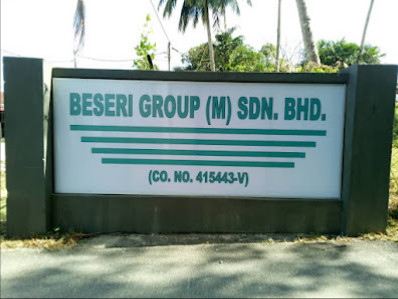 BESERI GROUP (M) SDN. BHD.
(CO. NO. 415443-V)